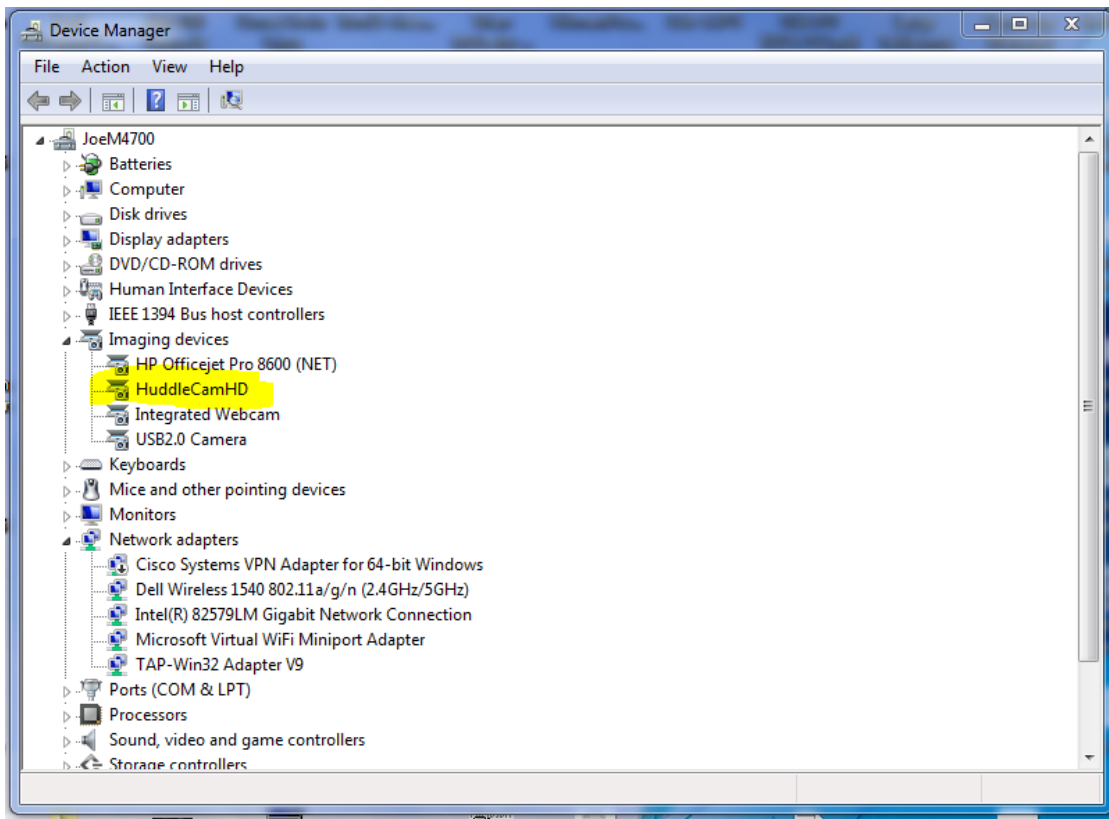 Device Manager
File Action View Help
JoeM4700
Batteries
Computer
Disk drives
Display adapters
DVD/CD-ROM drives
Human Interface Devices
IEEE 1394 Bus host controllers
Imaging devices
HP Officejet Pro 8600 (NET)
HuddleCamHD
Integrated Webcam
USB2.0 Camera
Keyboards
Mice and other pointing devices
Monitors
Network adapters
Cisco Systems VPN Adapter for 64-bit Windows
Dell Wireless 1540 802.11a/g/n (2.4GHz/5GHz)
Intel(R) 82579LM Gigabit Network Connection
Microsoft Virtual WiFi Miniport Adapter
TAP-Win32 Adapter V9
Ports (COM & LPT)
Processors
Sound, video and game controllers
Storage controllers